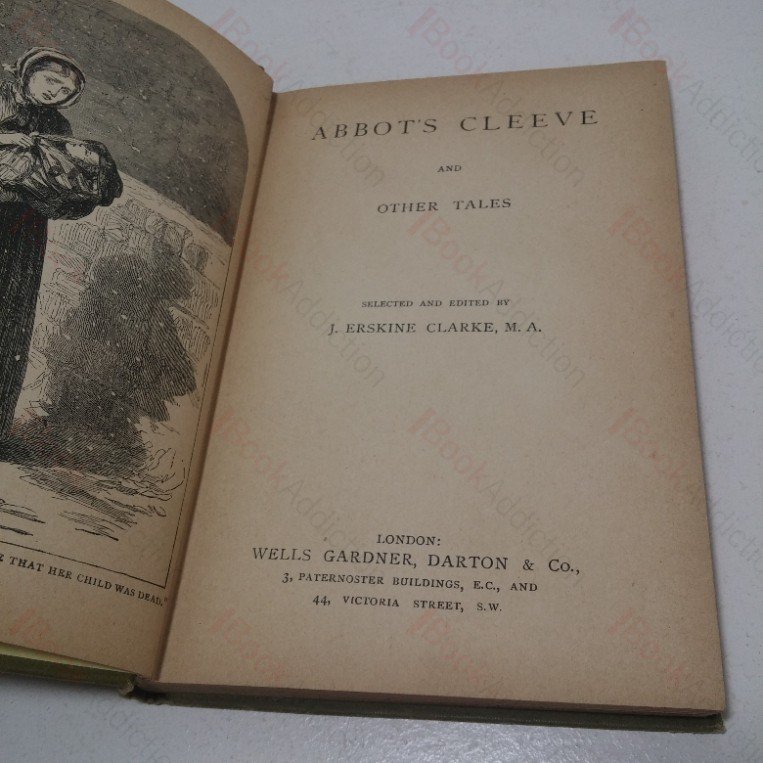 ABBOT'S CLEEVE
AND
OTHER TALES
SELECTED AND EDITED BY
J. ERSKINE CLARKE, M. A.
LONDON:
WELLS GARDNER, DARTON & Co.,
3, PATERNOSTER BUILDINGS, E.C., AND
44, VICTORIA STREET, S.W.
THAT HER CHILD WAS DEAD."
BookAddiction